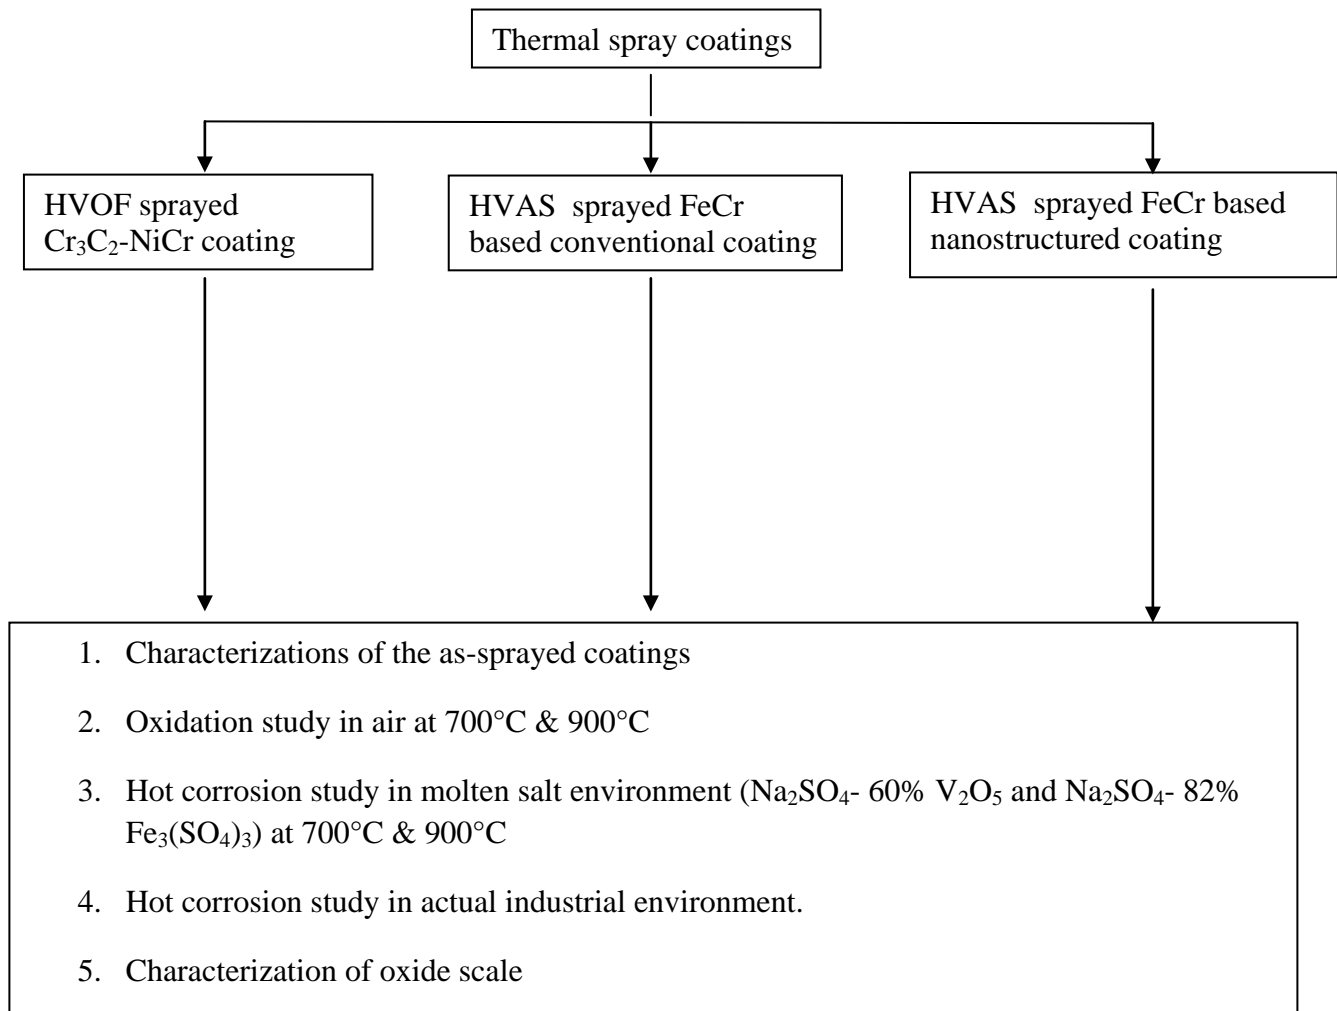 Thermal spray coatings
HVOF sprayed
Cr₃C₂-NiCr coating
HVAS  sprayed FeCr
based conventional coating
HVAS  sprayed FeCr based
nanostructured coating
1. Characterizations of the as-sprayed coatings
2. Oxidation study in air at 700°C & 900°C
3. Hot corrosion study in molten salt environment (Na₂SO₄- 60% V₂O₅ and Na₂SO₄- 82%
Fe₃(SO₄)₃) at 700°C & 900°C
4. Hot corrosion study in actual industrial environment.
5. Characterization of oxide scale